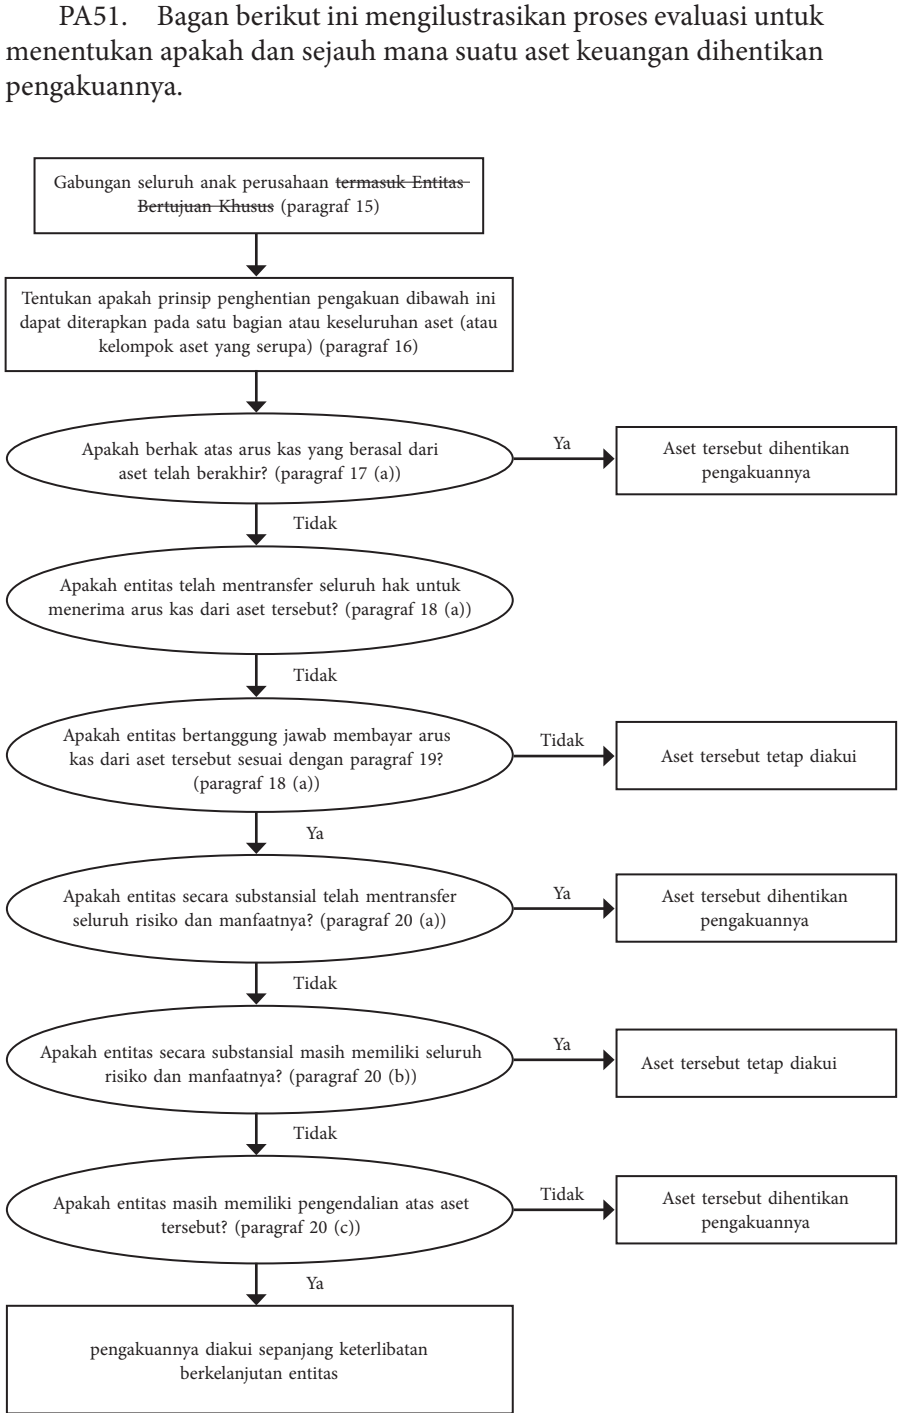 PA51. Bagan berikut ini mengilustrasikan proses evaluasi untuk
menentukan apakah dan sejauh mana suatu aset keuangan dihentikan
pengakuannya.
Gabungan seluruh anak perusahaan termasuk Entitas
Bertujuan Khusus (paragraf 15)
Tentukan apakah prinsip penghentian pengakuan dibawah ini
dapat diterapkan pada satu bagian atau keseluruhan aset (atau
kelompok aset yang serupa) (paragraf 16)
Apakah berhak atas arus kas yang berasal dari
aset telah berakhir? (paragraf 17 (a))
Ya
Aset tersebut dihentikan
pengakuannya
Tidak
Apakah entitas telah mentransfer seluruh hak untuk
menerima arus kas dari aset tersebut? (paragraf 18 (a))
Tidak
Apakah entitas bertanggung jawab membayar arus
kas dari aset tersebut sesuai dengan paragraf 19?
(paragraf 18 (a))
Tidak
Aset tersebut tetap diakui
Ya
Apakah entitas secara substansial telah mentransfer
seluruh risiko dan manfaatnya? (paragraf 20 (a))
Ya
Aset tersebut dihentikan
pengakuannya
Tidak
Apakah entitas secara substansial masih memiliki seluruh
risiko dan manfaatnya? (paragraf 20 (b))
Ya
Aset tersebut tetap diakui
Tidak
Apakah entitas masih memiliki pengendalian atas aset
tersebut? (paragraf 20 (c))
Tidak
Aset tersebut dihentikan
pengakuannya
Ya
pengakuannya diakui sepanjang keterlibatan
berkelanjutan entitas